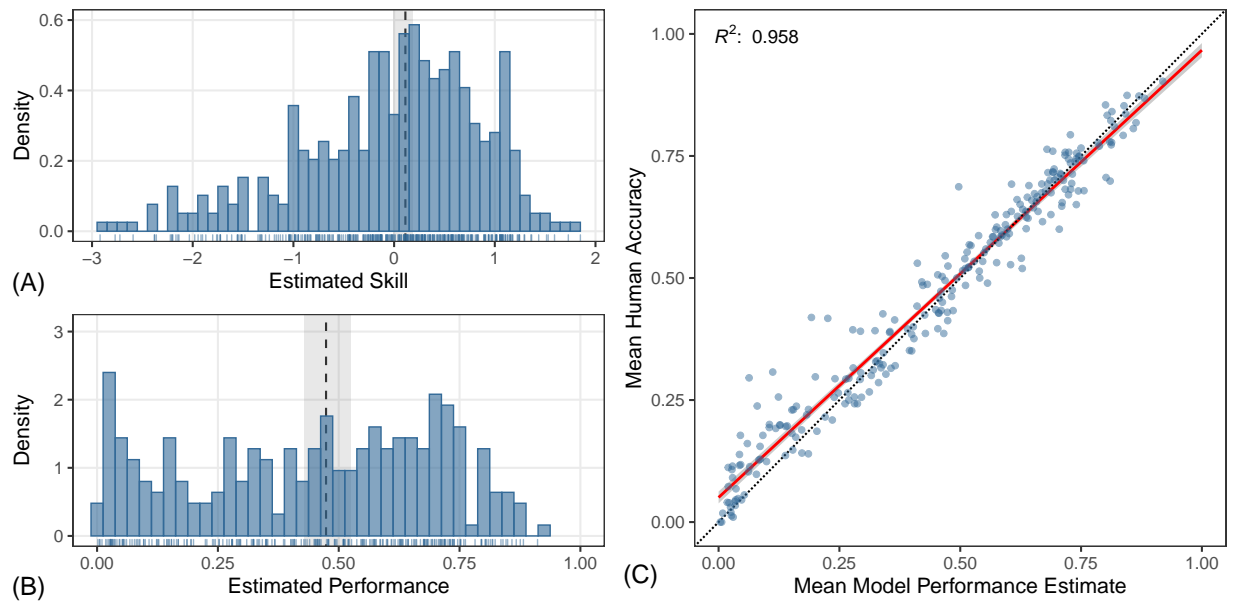 0.6
0.4
0.2
0.0
Density
−3
−2
−1
0
1
2
Estimated Skill
(A)
3
2
1
0
Density
0.00
0.25
0.50
0.75
1.00
Estimated Performance
(B)
R²: 0.958
1.00
0.75
0.50
0.25
0.00
Mean Human Accuracy
0.00
0.25
0.50
0.75
1.00
Mean Model Performance Estimate
(C)